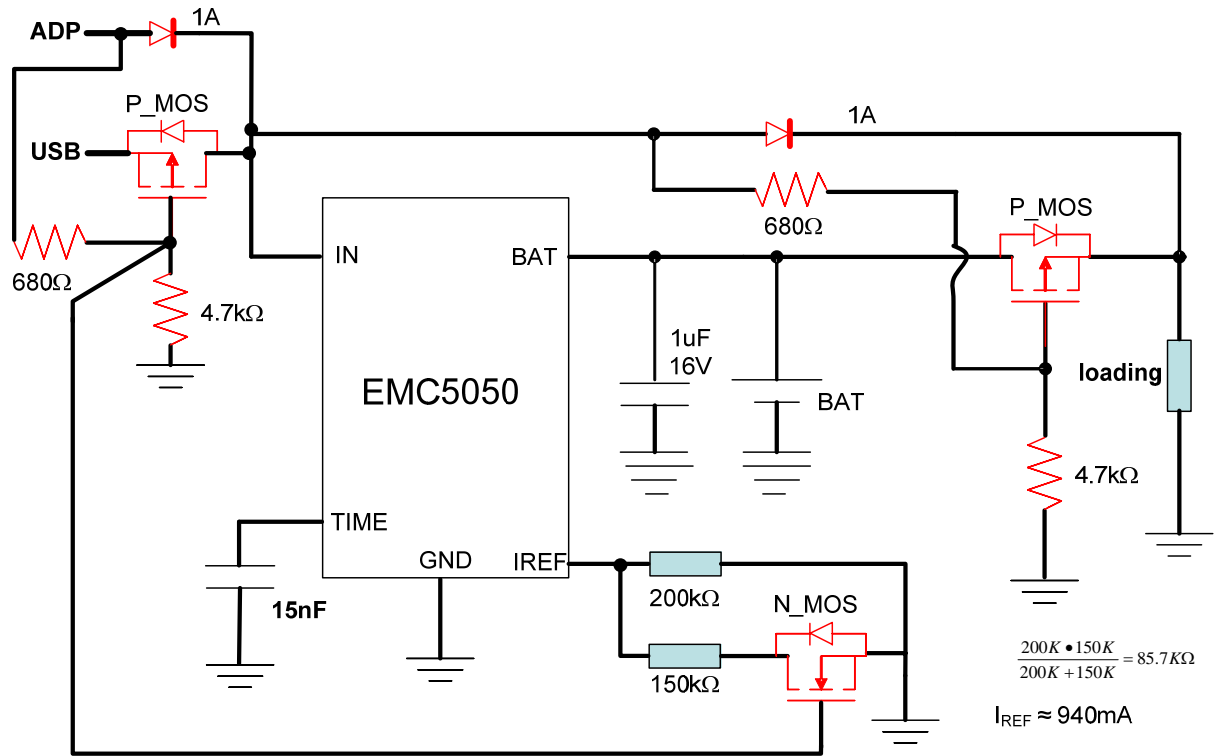 1A
ADP
P_MOS
1A
USB
P_MOS
680Ω
IN
BAT
680Ω
4.7kΩ
1uF
16V
loading
EMC5050
BAT
4.7kΩ
TIME
GND
IREF
200kΩ
N_MOS
15nF
200K • 150K
200K + 150K
= 85.7KΩ
150kΩ
IREF ≈ 940mA